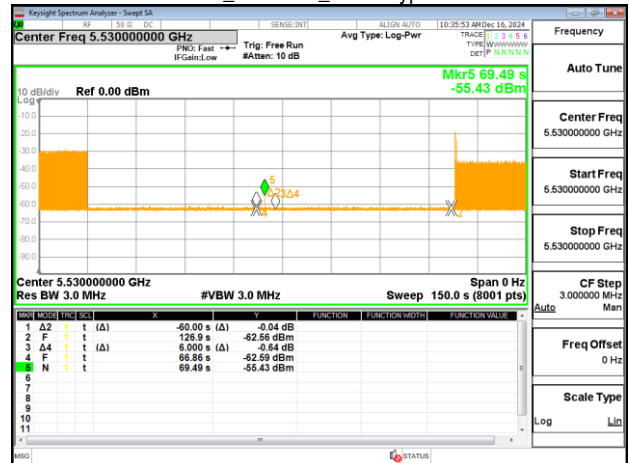 Keysight Spectrum Analyzer - Swept SA
RF 50 Ω DC SENSE:INT ALIGN AUTO 10:35:53 AM Dec 16, 2024
Center Freq 5.530000000 GHz
PNO: Fast
IFGain:Low
Trig: Free Run
#Atten: 10 dB
Avg Type: Log-Pwr
TRACE 1 2 3 4 5 6
TYPE WWWWWW
DET P NNNNN
Mkr5 69.49 s
-55.43 dBm
10 dB/div Ref 0.00 dBm
Log
-10.0
-20.0
-30.0
-40.0
-50.0
-60.0
-70.0
-80.0
-90.0
5
Δ2 3Δ4
4
2
Center 5.530000000 GHz Span 0 Hz
Res BW 3.0 MHz #VBW 3.0 MHz Sweep 150.0 s (8001 pts)
MKR MODE TRC SCL X Y FUNCTION FUNCTION WIDTH FUNCTION VALUE
1 Δ2 1 t (Δ) -60.00 s (Δ) -0.04 dB
2 F 1 t 126.9 s -62.56 dBm
3 Δ4 1 t (Δ) 6.000 s (Δ) -0.64 dB
4 F 1 t 66.86 s -62.59 dBm
5 N 1 t 69.49 s -55.43 dBm
6
7
8
9
10
11
MSG STATUS
Frequency
Auto Tune
Center Freq
5.530000000 GHz
Start Freq
5.530000000 GHz
Stop Freq
5.530000000 GHz
CF Step
3.000000 MHz
Auto Man
Freq Offset
0 Hz
Scale Type
Log Lin